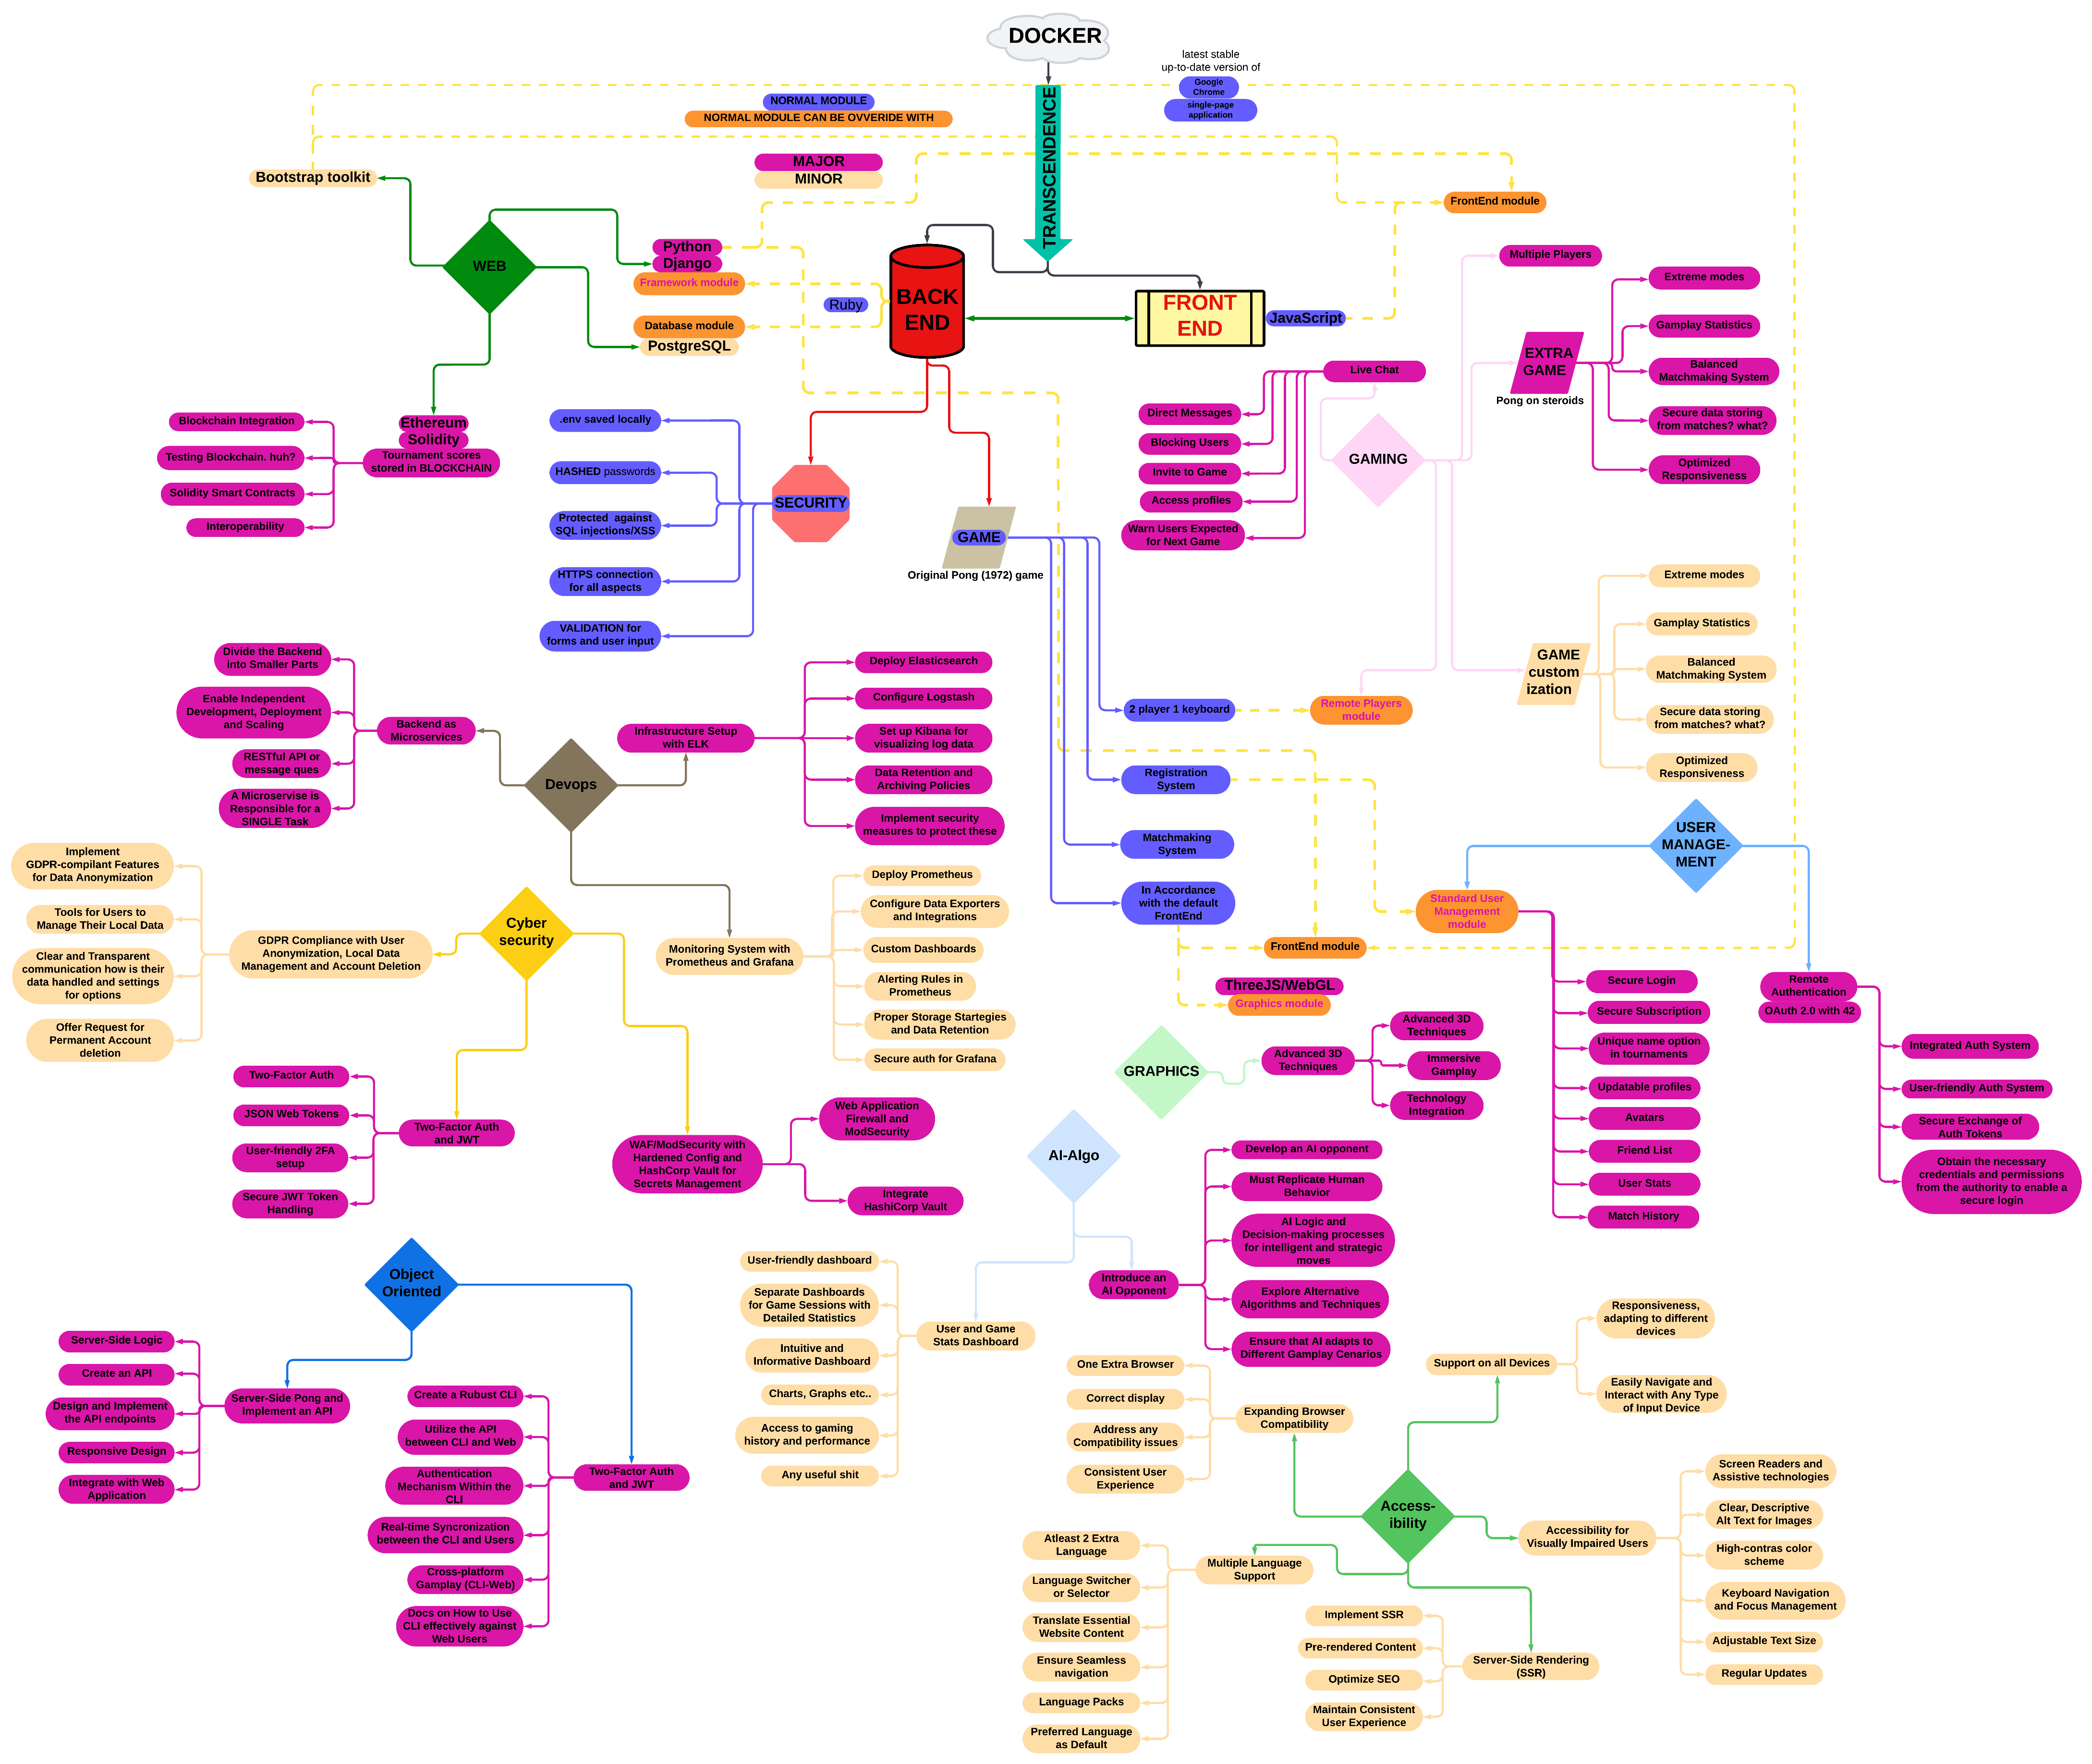 DOCKER
TRANSCENDENCE
latest stable
up-to-date version of
Google
Chrome
single-page
application
NORMAL MODULE
NORMAL MODULE CAN BE OVVERIDE WITH
MAJOR
MINOR
Bootstrap toolkit
WEB
Python
Django
Framework module
Database module
PostgreSQL
Ruby
BACK
END
FRONT
END
JavaScript
FrontEnd module
Ethereum
Solidity
Tournament scores
stored in BLOCKCHAIN
Blockchain Integration
Testing Blockchain. huh?
Solidity Smart Contracts
Interoperability
.env saved locally
HASHED passwords
Protected  against
SQL injections/XSS
HTTPS connection
for all aspects
VALIDATION for
forms and user input
SECURITY
GAME
Original Pong (1972) game
Live Chat
Direct Messages
Blocking Users
Invite to Game
Access profiles
Warn Users Expected
for Next Game
GAMING
Multiple Players
EXTRA
GAME
Pong on steroids
Extreme modes
Gamplay Statistics
Balanced
Matchmaking System
Secure data storing
from matches? what?
Optimized
Responsiveness
GAME
custom
ization
Extreme modes
Gamplay Statistics
Balanced
Matchmaking System
Secure data storing
from matches? what?
Optimized
Responsiveness
2 player 1 keyboard
Remote Players
module
Registration
System
Matchmaking
System
In Accordance
with the default
FrontEnd
FrontEnd module
ThreeJS/WebGL
Graphics module
Devops
Backend as
Microservices
Divide the Backend
into Smaller Parts
Enable Independent
Development, Deployment
and Scaling
RESTful API or
message ques
A Microservise is
Responsible for a
SINGLE Task
Infrastructure Setup
with ELK
Deploy Elasticsearch
Configure Logstash
Set up Kibana for
visualizing log data
Data Retention and
Archiving Policies
Implement security
measures to protect these
Monitoring System with
Prometheus and Grafana
Deploy Prometheus
Configure Data Exporters
and Integrations
Custom Dashboards
Alerting Rules in
Prometheus
Proper Storage Startegies
and Data Retention
Secure auth for Grafana
USER
MANAGE-
MENT
Standard User
Management
module
Secure Login
Secure Subscription
Unique name option
in tournaments
Updatable profiles
Avatars
Friend List
User Stats
Match History
Remote
Authentication
OAuth 2.0 with 42
Integrated Auth System
User-friendly Auth System
Secure Exchange of
Auth Tokens
Obtain the necessary
credentials and permissions
from the authority to enable a
secure login
Cyber
security
GDPR Compliance with User
Anonymization, Local Data
Management and Account Deletion
Implement
GDPR-compilant Features
for Data Anonymization
Tools for Users to
Manage Their Local Data
Clear and Transparent
communication how is their
data handled and settings
for options
Offer Request for
Permanent Account
deletion
Two-Factor Auth
and JWT
Two-Factor Auth
JSON Web Tokens
User-friendly 2FA
setup
Secure JWT Token
Handling
WAF/ModSecurity with
Hardened Config and
HashCorp Vault for
Secrets Management
Web Application
Firewall and
ModSecurity
Integrate
HashiCorp Vault
GRAPHICS
Advanced 3D
Techniques
Advanced 3D
Techniques
Immersive
Gamplay
Technology
Integration
AI-Algo
Introduce an
AI Opponent
Develop an AI opponent
Must Replicate Human
Behavior
AI Logic and
Decision-making processes
for intelligent and strategic
moves
Explore Alternative
Algorithms and Techniques
Ensure that AI adapts to
Different Gamplay Cenarios
User and Game
Stats Dashboard
User-friendly dashboard
Separate Dashboards
for Game Sessions with
Detailed Statistics
Intuitive and
Informative Dashboard
Charts, Graphs etc..
Access to gaming
history and performance
Any useful shit
Object
Oriented
Server-Side Pong and
Implement an API
Server-Side Logic
Create an API
Design and Implement
the API endpoints
Responsive Design
Integrate with Web
Application
Two-Factor Auth
and JWT
Create a Rubust CLI
Utilize the API
between CLI and Web
Authentication
Mechanism Within the
CLI
Real-time Syncronization
between the CLI and Users
Cross-platform
Gamplay (CLI-Web)
Docs on How to Use
CLI effectively against
Web Users
Access-
ibility
Expanding Browser
Compatibility
One Extra Browser
Correct display
Address any
Compatibility issues
Consistent User
Experience
Support on all Devices
Responsiveness,
adapting to different
devices
Easily Navigate and
Interact with Any Type
of Input Device
Accessibility for
Visually Impaired Users
Screen Readers and
Assistive technologies
Clear, Descriptive
Alt Text for Images
High-contras color
scheme
Keyboard Navigation
and Focus Management
Adjustable Text Size
Regular Updates
Multiple Language
Support
Atleast 2 Extra
Language
Language Switcher
or Selector
Translate Essential
Website Content
Ensure Seamless
navigation
Language Packs
Preferred Language
as Default
Server-Side Rendering
(SSR)
Implement SSR
Pre-rendered Content
Optimize SEO
Maintain Consistent
User Experience